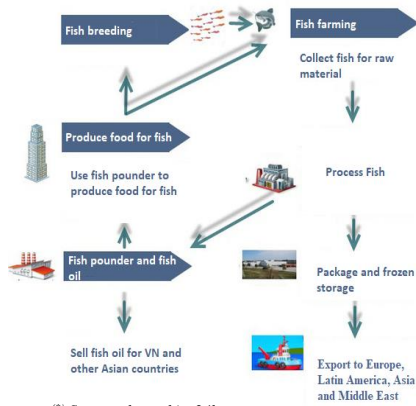 Fish breeding
Fish farming
Collect fish for raw
material
Produce food for fish
Use fish pounder to
produce food for fish
Process Fish
Fish pounder and fish
oil
Package and frozen
storage
Sell fish oil for VN and
other Asian countries
Export to Europe,
Latin America, Asia
and Middle East